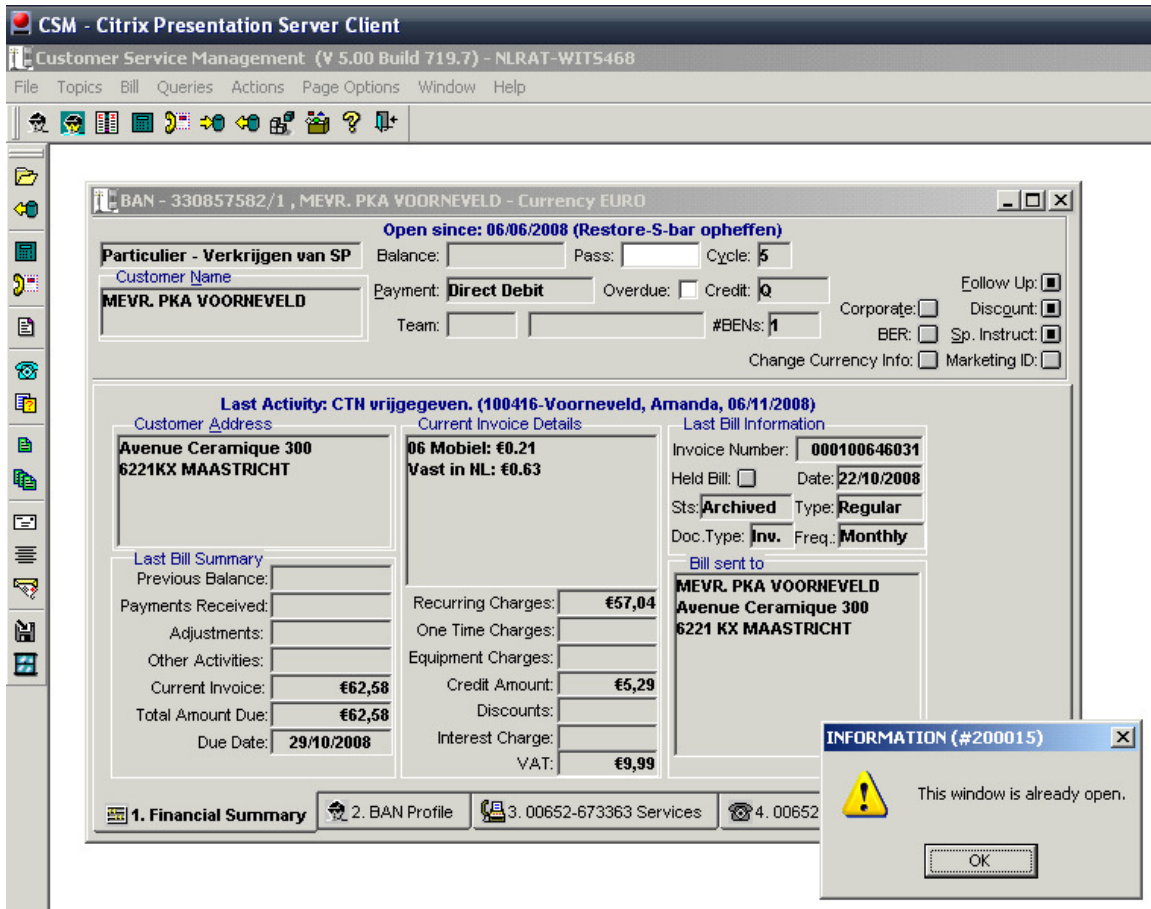 CSM - Citrix Presentation Server Client
Customer Service Management (V 5.00 Build 719.7) - NLRAT-WIT5468
File Topics Bill Queries Actions Page Options Window Help
BAN - 330857582/1 , MEVR. PKA VOORNEVELD - Currency EURO
Open since: 06/06/2008 (Restore-S-bar opheffen)
Particulier - Verkrijgen van SP Balance: Pass: Cycle: 5
Customer Name
MEVR. PKA VOORNEVELD
Payment: Direct Debit Overdue: Credit: Q
Team: #BENs: 1
Follow Up:
Corporate: Discount:
BER: Sp. Instruct:
Change Currency Info: Marketing ID:
Last Activity: CTN vrijgegeven. (100416-Voorneveld, Amanda, 06/11/2008)
Customer Address
Avenue Ceramique 300
6221KX MAASTRICHT
Current Invoice Details
06 Mobiel: €0.21
Vast in NL: €0.63
Last Bill Information
Invoice Number: 000100646031
Held Bill: Date: 22/10/2008
Sts: Archived Type: Regular
Doc.Type: Inv. Freq.: Monthly
Last Bill Summary
Previous Balance:
Payments Received:
Adjustments:
Other Activities:
Current Invoice: €62,58
Total Amount Due: €62,58
Due Date: 29/10/2008
Recurring Charges: €57,04
One Time Charges:
Equipment Charges:
Credit Amount: €5,29
Discounts:
Interest Charge:
VAT: €9,99
Bill sent to
MEVR. PKA VOORNEVELD
Avenue Ceramique 300
6221 KX MAASTRICHT
1. Financial Summary 2. BAN Profile 3. 00652-673363 Services 4. 00652
INFORMATION (#200015)
This window is already open.
OK